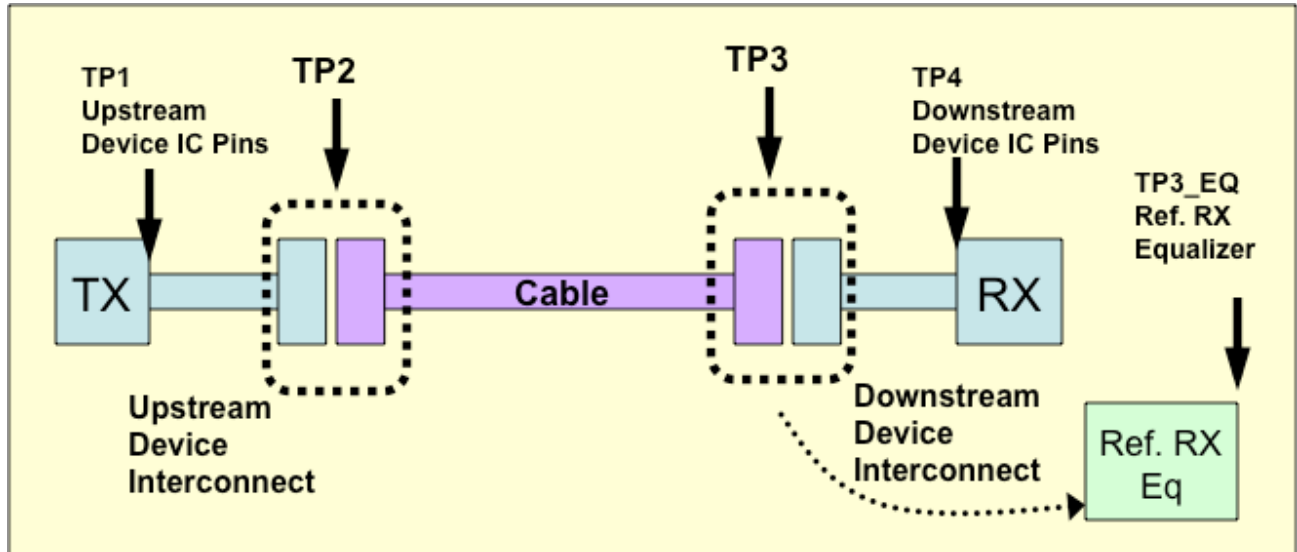 TP1
Upstream
Device IC Pins
TP2
TP3
TP4
Downstream
Device IC Pins
TP3_EQ
Ref. RX
Equalizer
TX
Cable
RX
Upstream
Device
Interconnect
Downstream
Device
Interconnect
Ref. RX
Eq